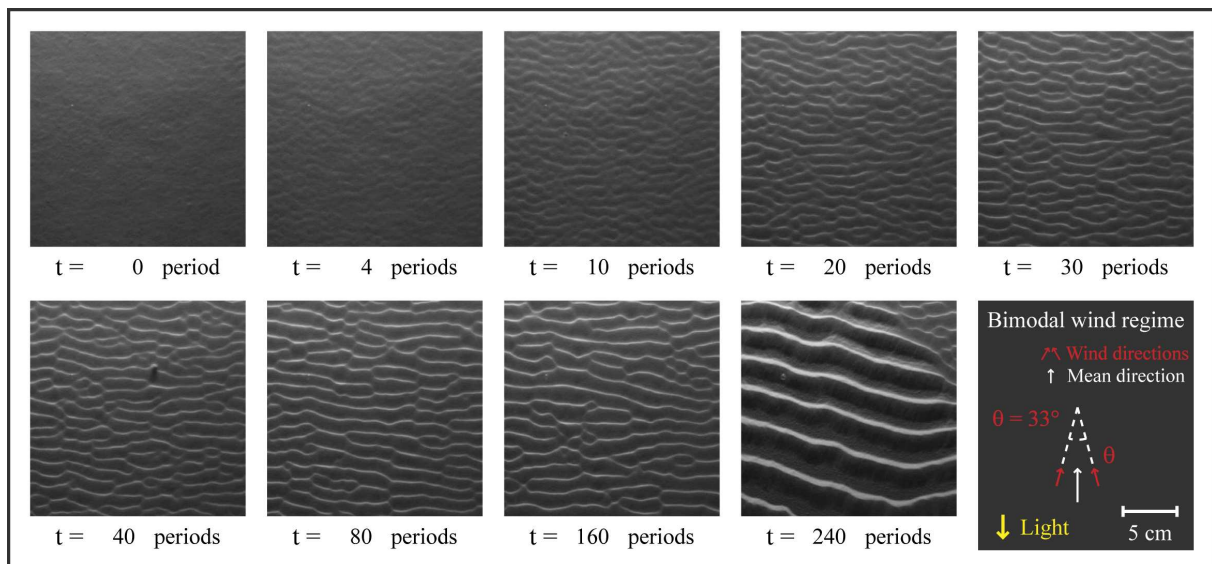 t = 0 period
t = 4 periods
t = 10 periods
t = 20 periods
t = 30 periods
t = 40 periods
t = 80 periods
t = 160 periods
t = 240 periods
Bimodal wind regime
Wind directions
Mean direction
θ = 33°
θ
Light
5 cm